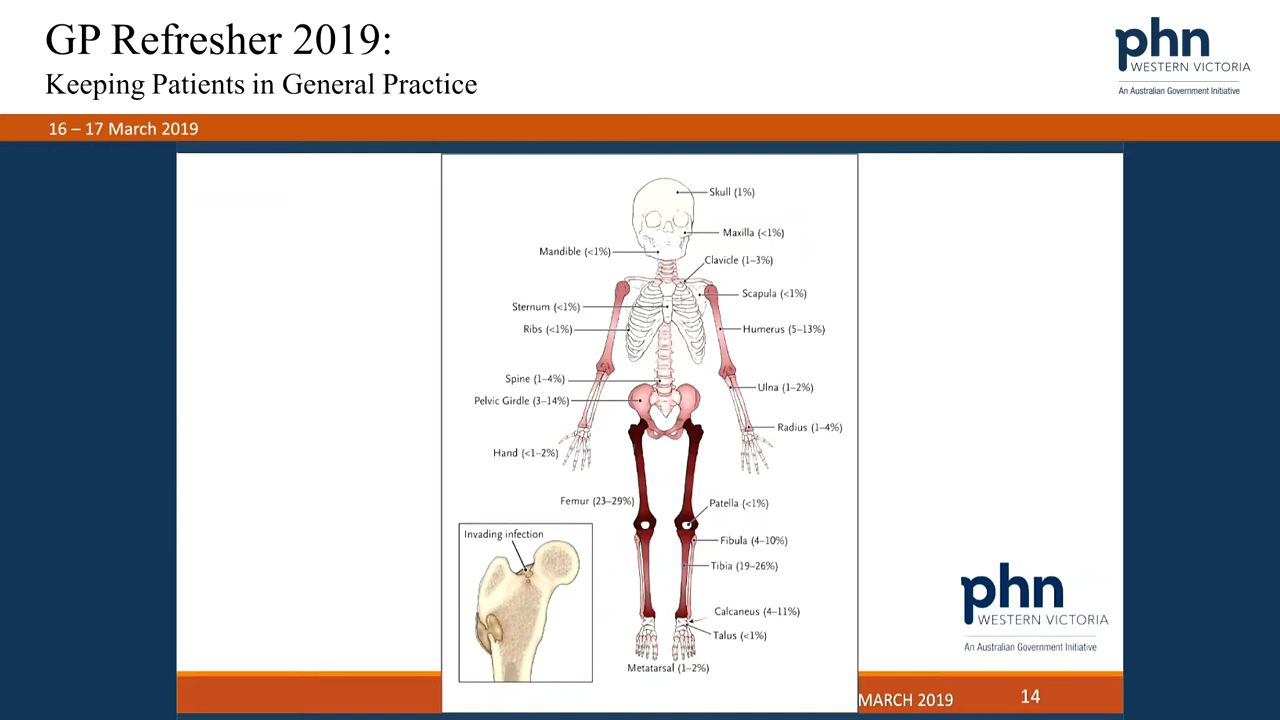 GP Refresher 2019:
Keeping Patients in General Practice
phn
WESTERN VICTORIA
An Australian Government Initiative
16 – 17 March 2019
Skull (1%)
Maxilla (<1%)
Mandible (<1%)
Clavicle (1–3%)
Scapula (<1%)
Sternum (<1%)
Ribs (<1%)
Humerus (5–13%)
Spine (1–4%)
Ulna (1–2%)
Pelvic Girdle (3–14%)
Radius (1–4%)
Hand (<1–2%)
Femur (23–29%)
Patella (<1%)
Invading infection
Fibula (4–10%)
Tibia (19–26%)
Calcaneus (4–11%)
Talus (<1%)
Metatarsal (1–2%)
phn
WESTERN VICTORIA
An Australian Government Initiative
MARCH 2019
14